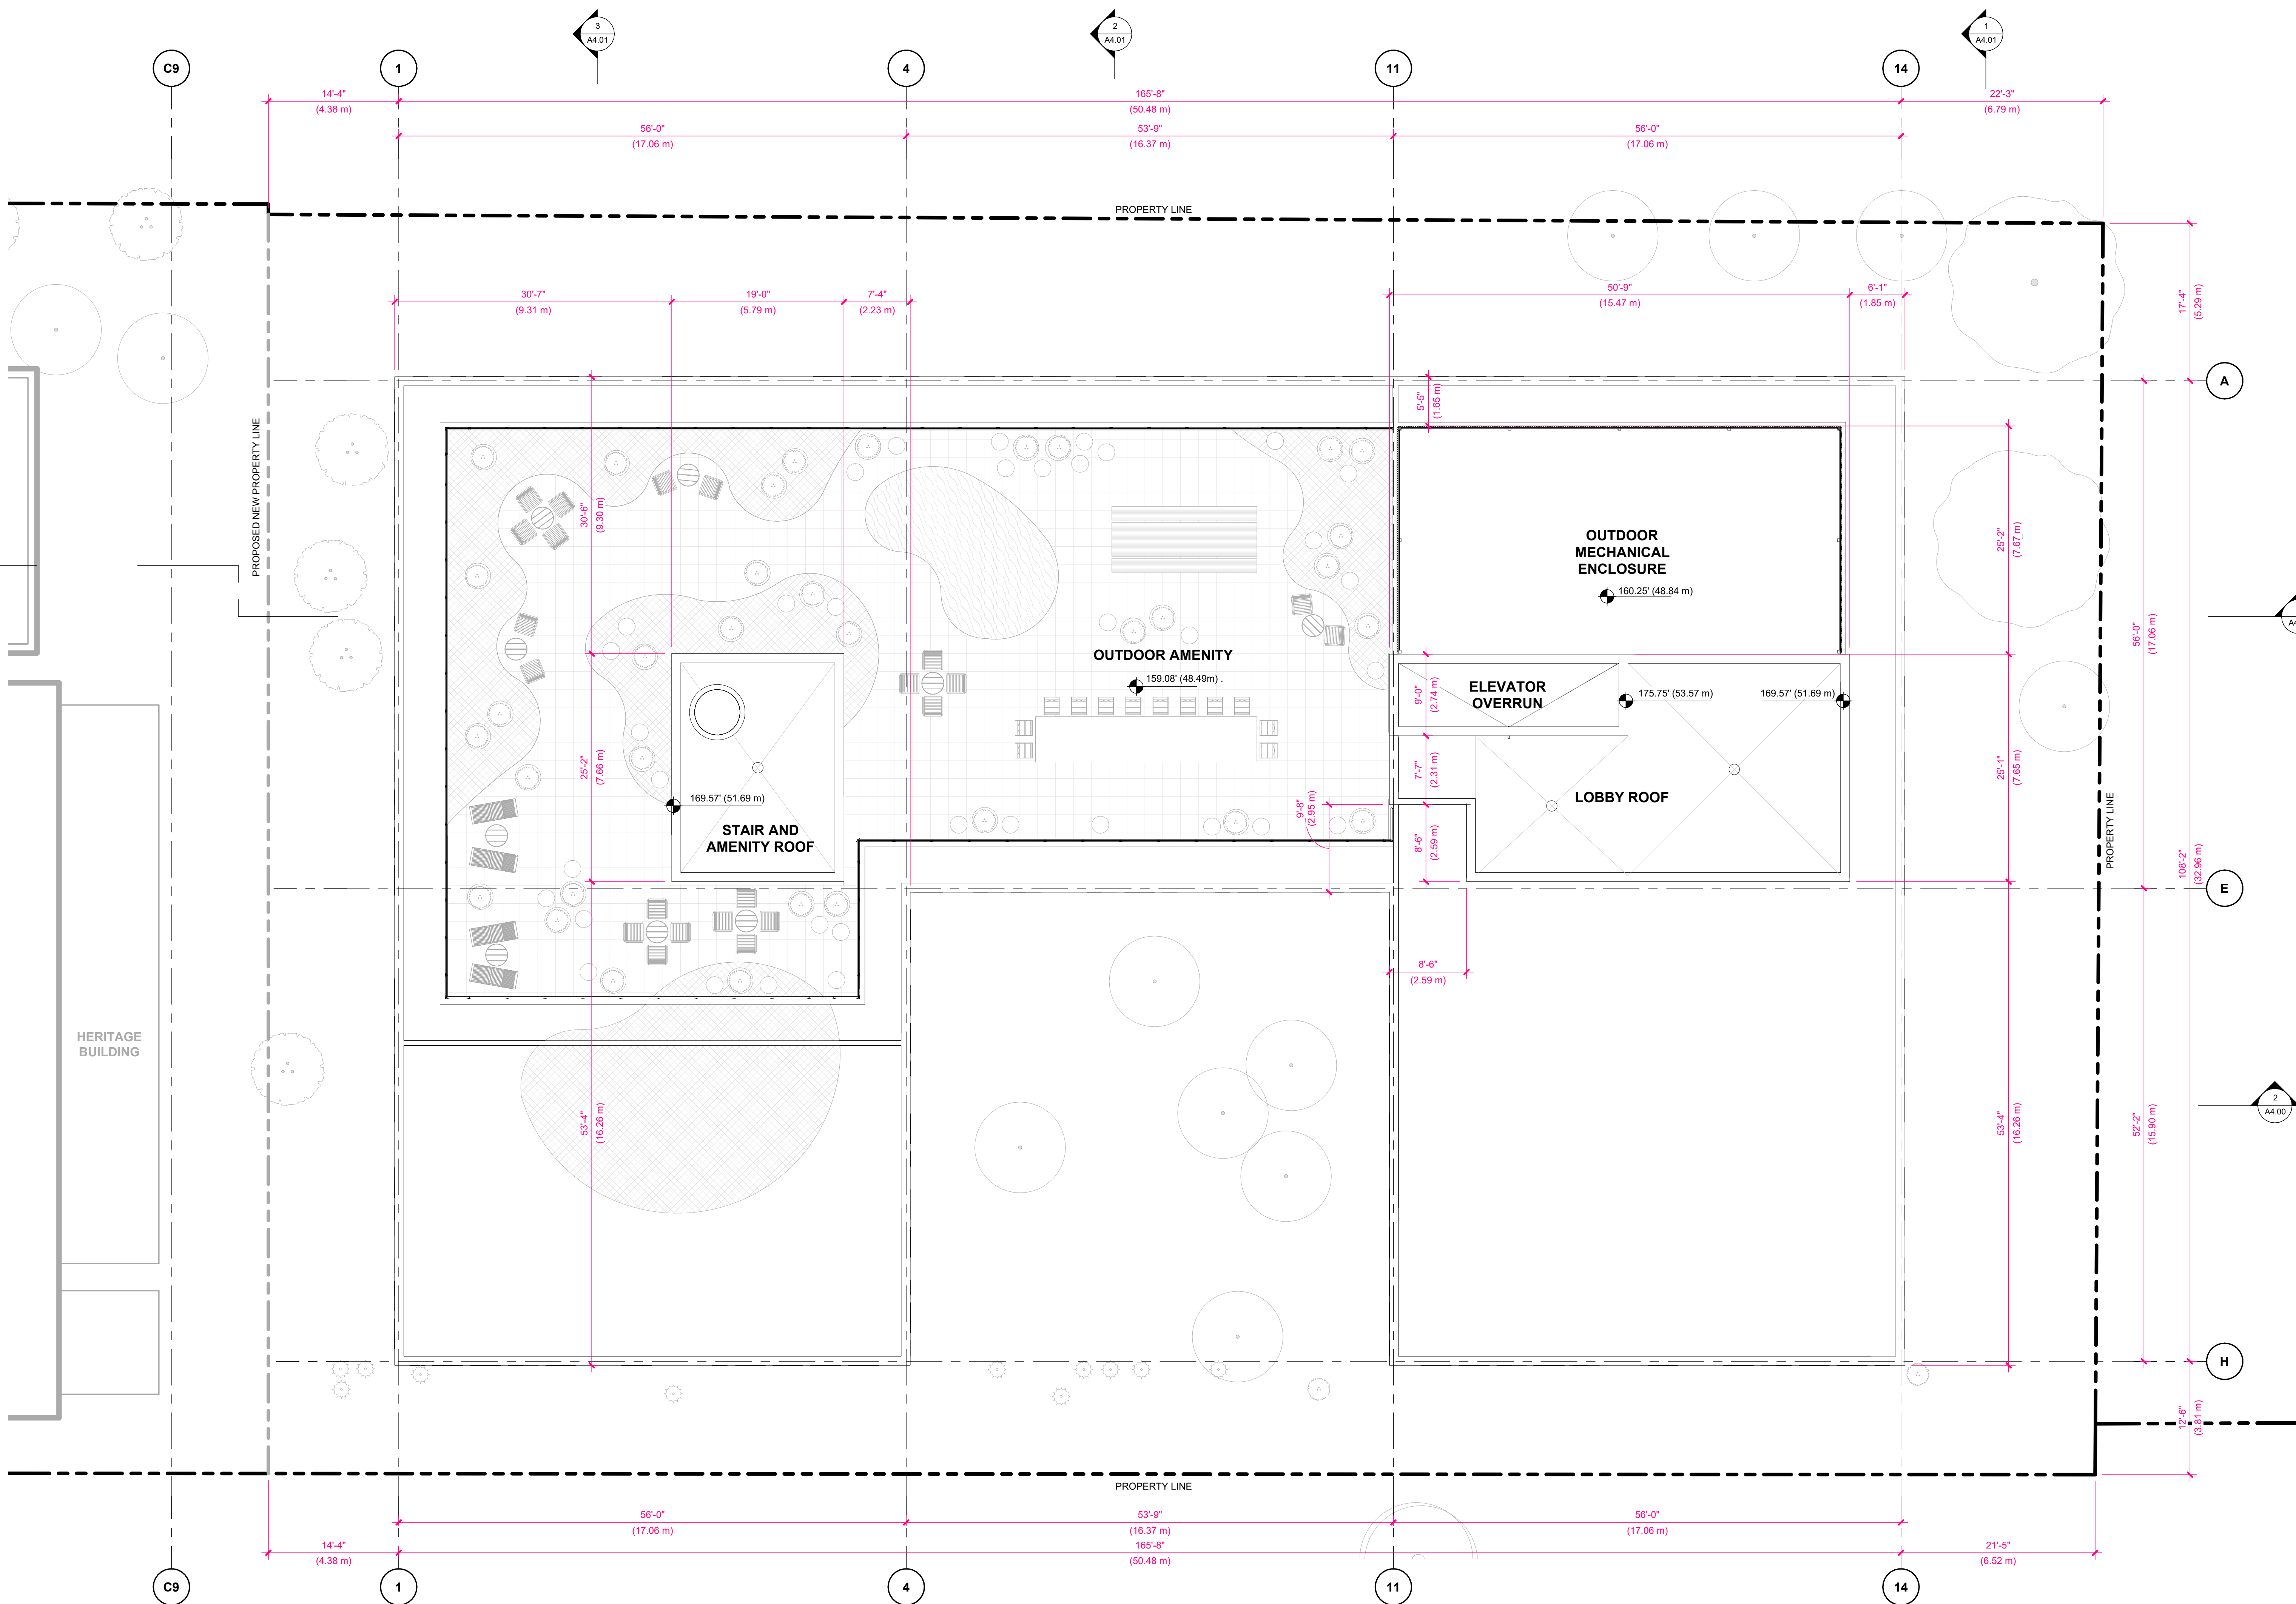 3
A4.01
2
A4.01
1
A4.01
C9
1
4
11
14
14'-4"
(4.38 m)
165'-8"
(50.48 m)
22'-3"
(6.79 m)
56'-0"
(17.06 m)
53'-9"
(16.37 m)
56'-0"
(17.06 m)
PROPERTY LINE
30'-7"
(9.31 m)
19'-0"
(5.79 m)
7'-4"
(2.23 m)
50'-9"
(15.47 m)
6'-1"
(1.85 m)
17'-4"
(5.29 m)
A
5'-5"
(1.65 m)
PROPOSED NEW PROPERTY LINE
30'-6"
(9.30 m)
OUTDOOR
MECHANICAL
ENCLOSURE
160.25' (48.84 m)
25'-2"
(7.67 m)
56'-0"
(17.06 m)
A4
OUTDOOR AMENITY
159.08' (48.49m) .
9'-0"
(2.74 m)
ELEVATOR
OVERRUN
175.75' (53.57 m)
169.57' (51.69 m)
25'-2"
(7.66 m)
169.57' (51.69 m)
STAIR AND
AMENITY ROOF
7'-7"
(2.31 m)
9'-8"
(2.95 m)
8'-6"
(2.59 m)
LOBBY ROOF
25'-1"
(7.65 m)
PROPERTY LINE
108'-2"
(32.96 m)
E
8'-6"
(2.59 m)
HERITAGE
BUILDING
53'-4"
(16.26 m)
53'-4"
(16.26 m)
52'-2"
(15.90 m)
2
A4.00
H
12'-6"
(3.81 m)
PROPERTY LINE
56'-0"
(17.06 m)
53'-9"
(16.37 m)
56'-0"
(17.06 m)
14'-4"
(4.38 m)
165'-8"
(50.48 m)
21'-5"
(6.52 m)
C9
1
4
11
14